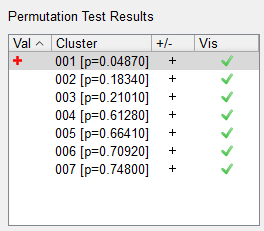 Permutation Test Results
Val Cluster +/- Vis
+ 001 [p=0.04870] +
002 [p=0.18340] +
003 [p=0.21010] +
004 [p=0.61280] +
005 [p=0.66410] +
006 [p=0.70920] +
007 [p=0.74800] +